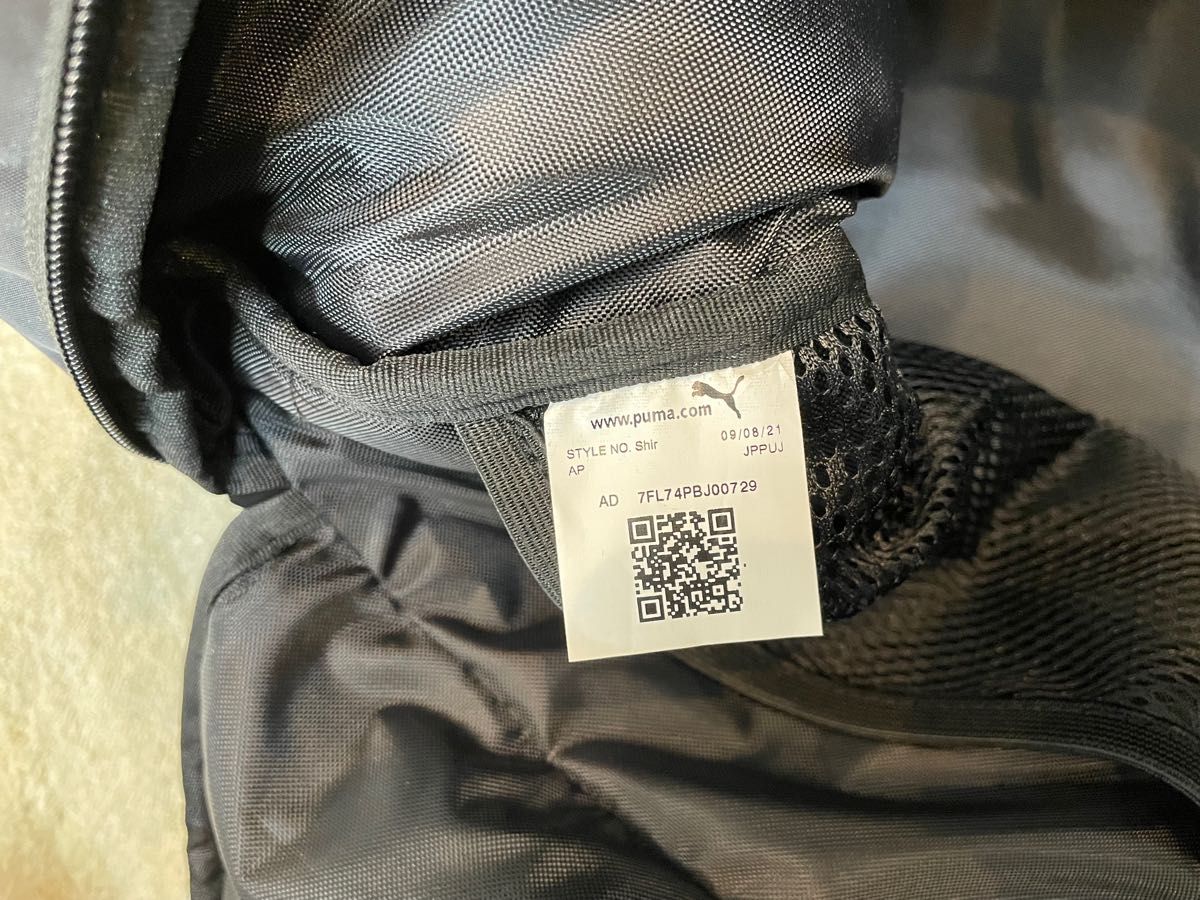 www.puma.com
STYLE NO. Shir 09/08/21
AP JPPUJ
AD 7FL74PBJ00729